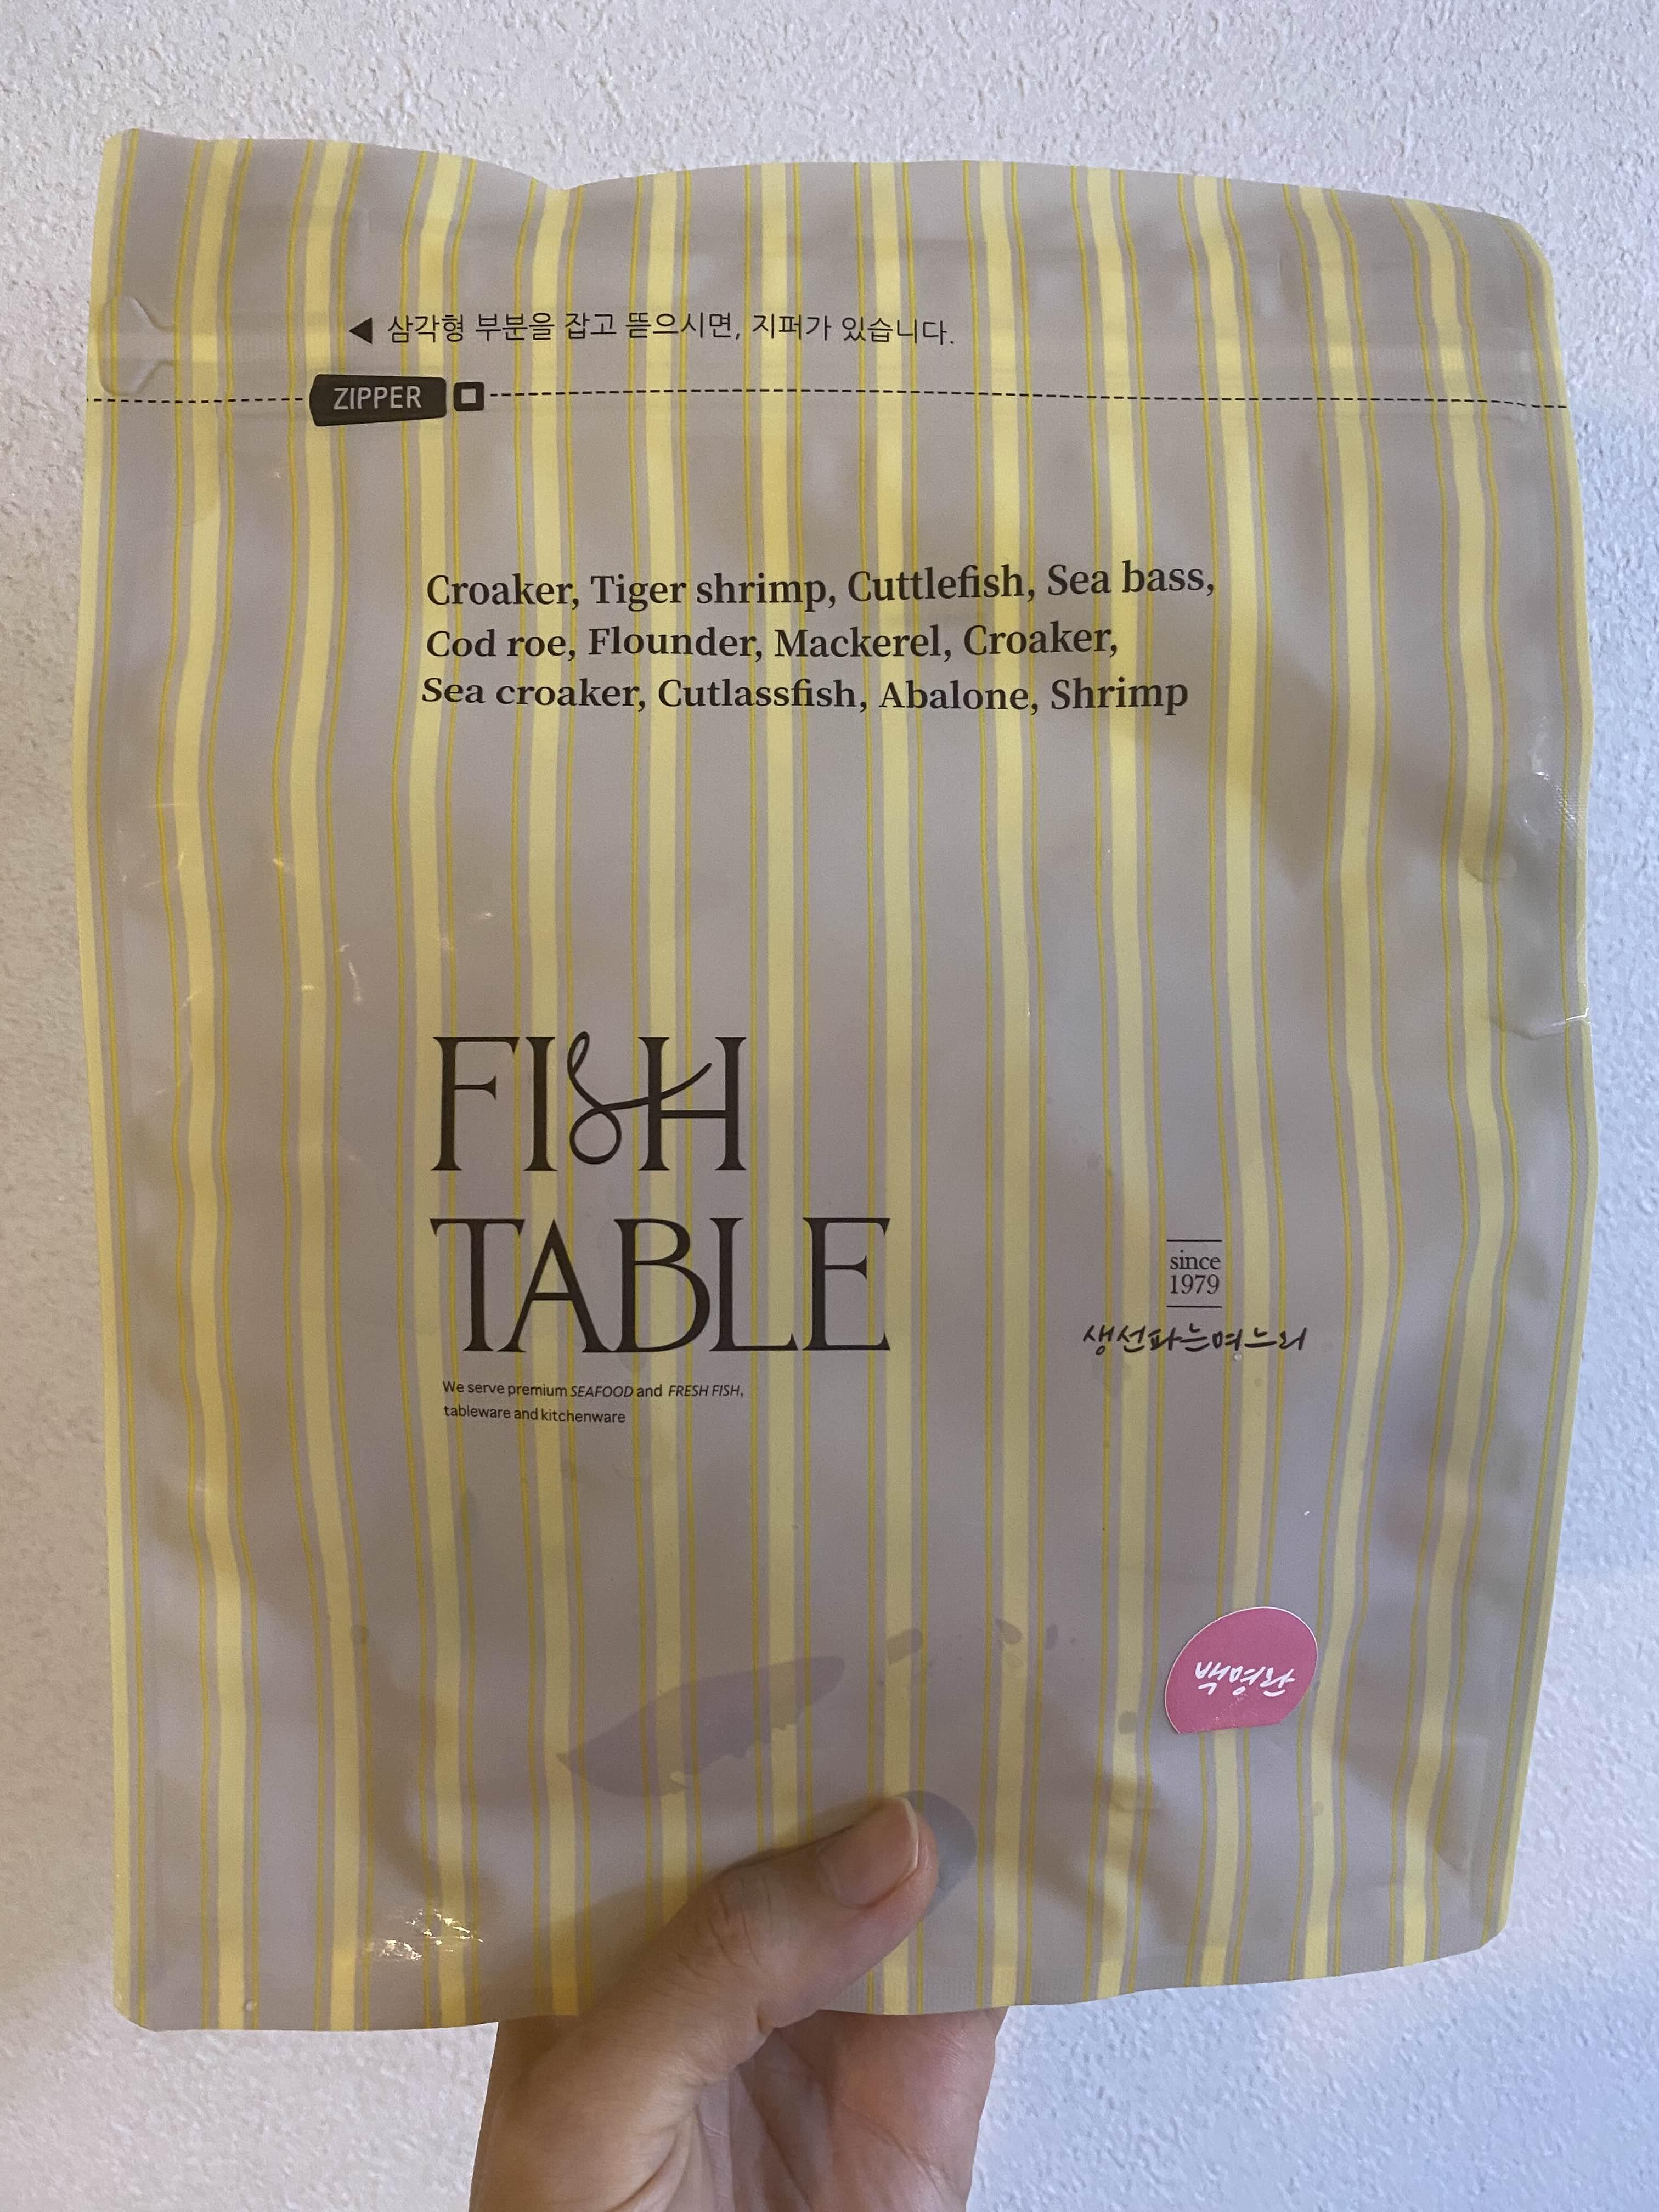 ◀ 삼각형 부분을 잡고 뜯으시면, 지퍼가 있습니다.
ZIPPER
Croaker, Tiger shrimp, Cuttlefish, Sea bass,
Cod roe, Flounder, Mackerel, Croaker,
Sea croaker, Cutlassfish, Abalone, Shrimp
FISH
TABLE
We serve premium SEAFOOD and FRESH FISH,
tableware and kitchenware
since
1979
생선파는며느리
백명란